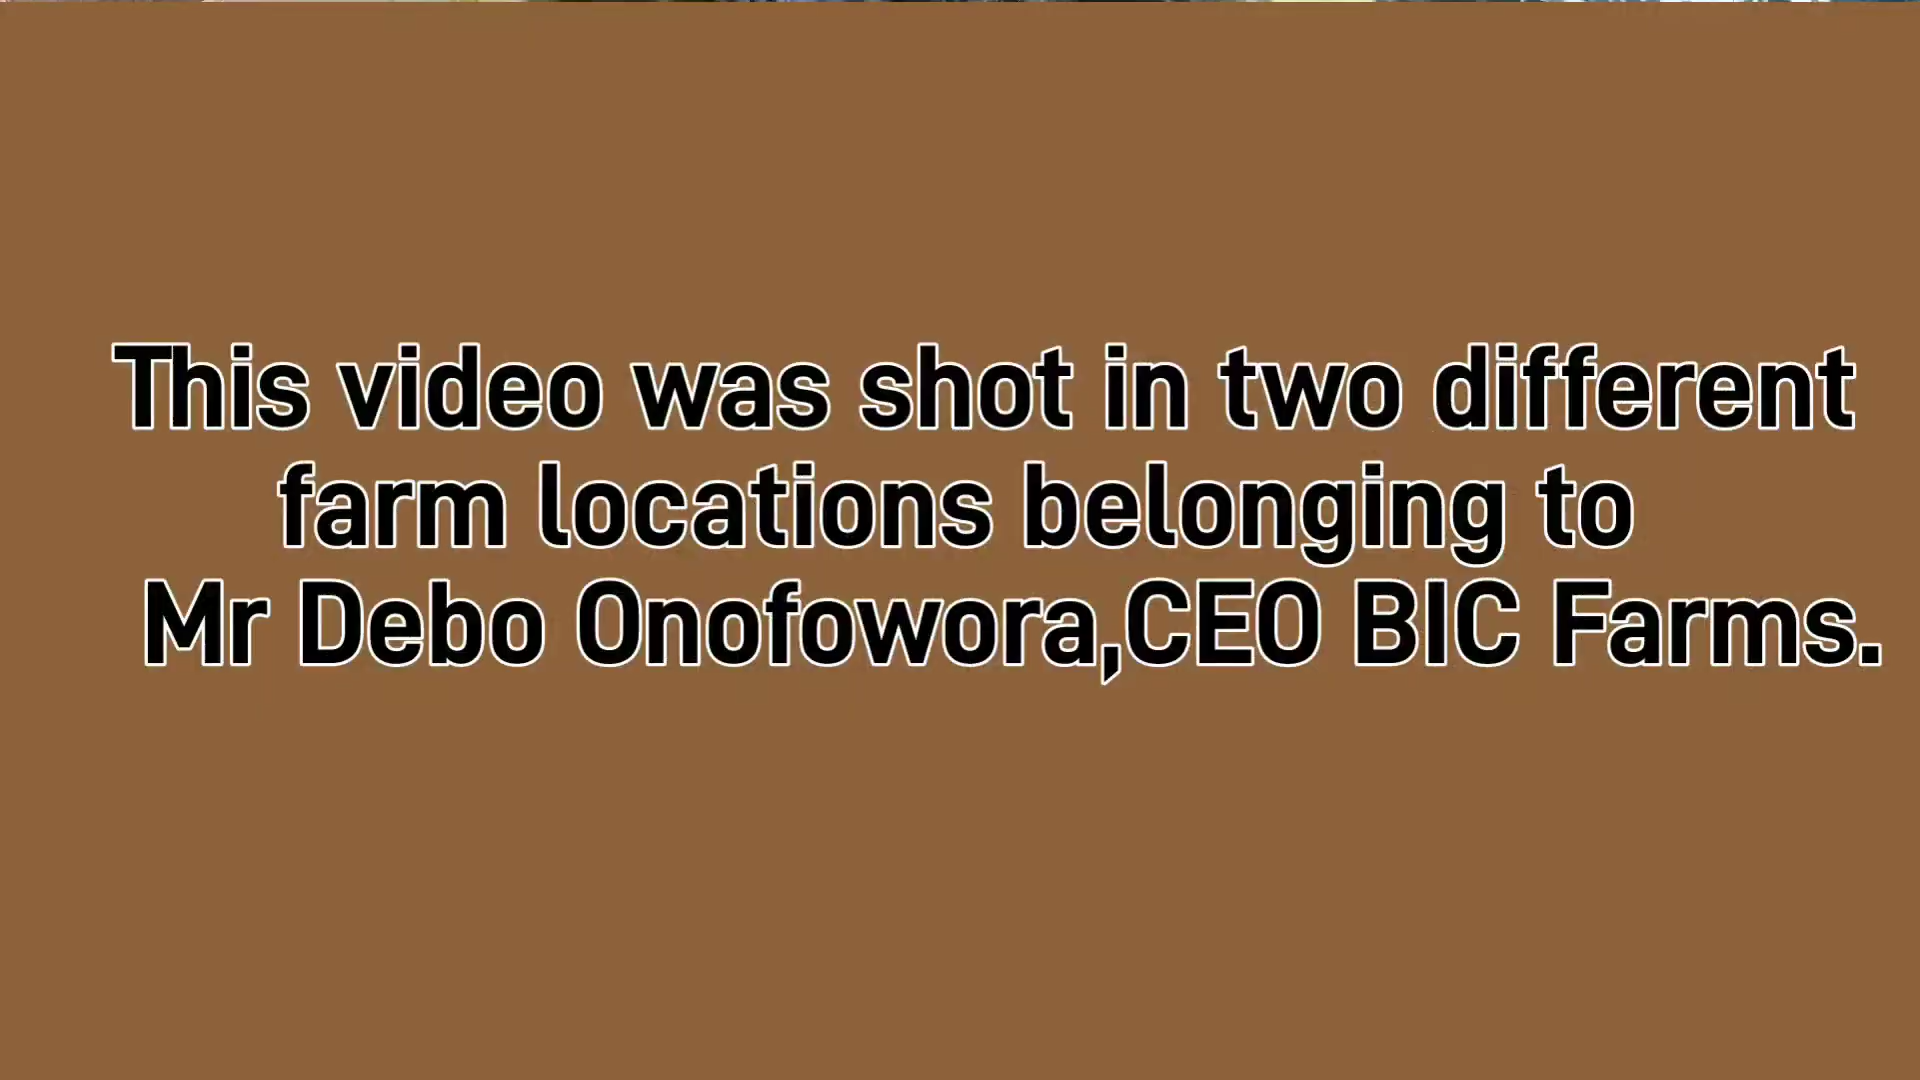 This video was shot in two different
farm locations belonging to
Mr Debo Onofowora,CEO BIC Farms.